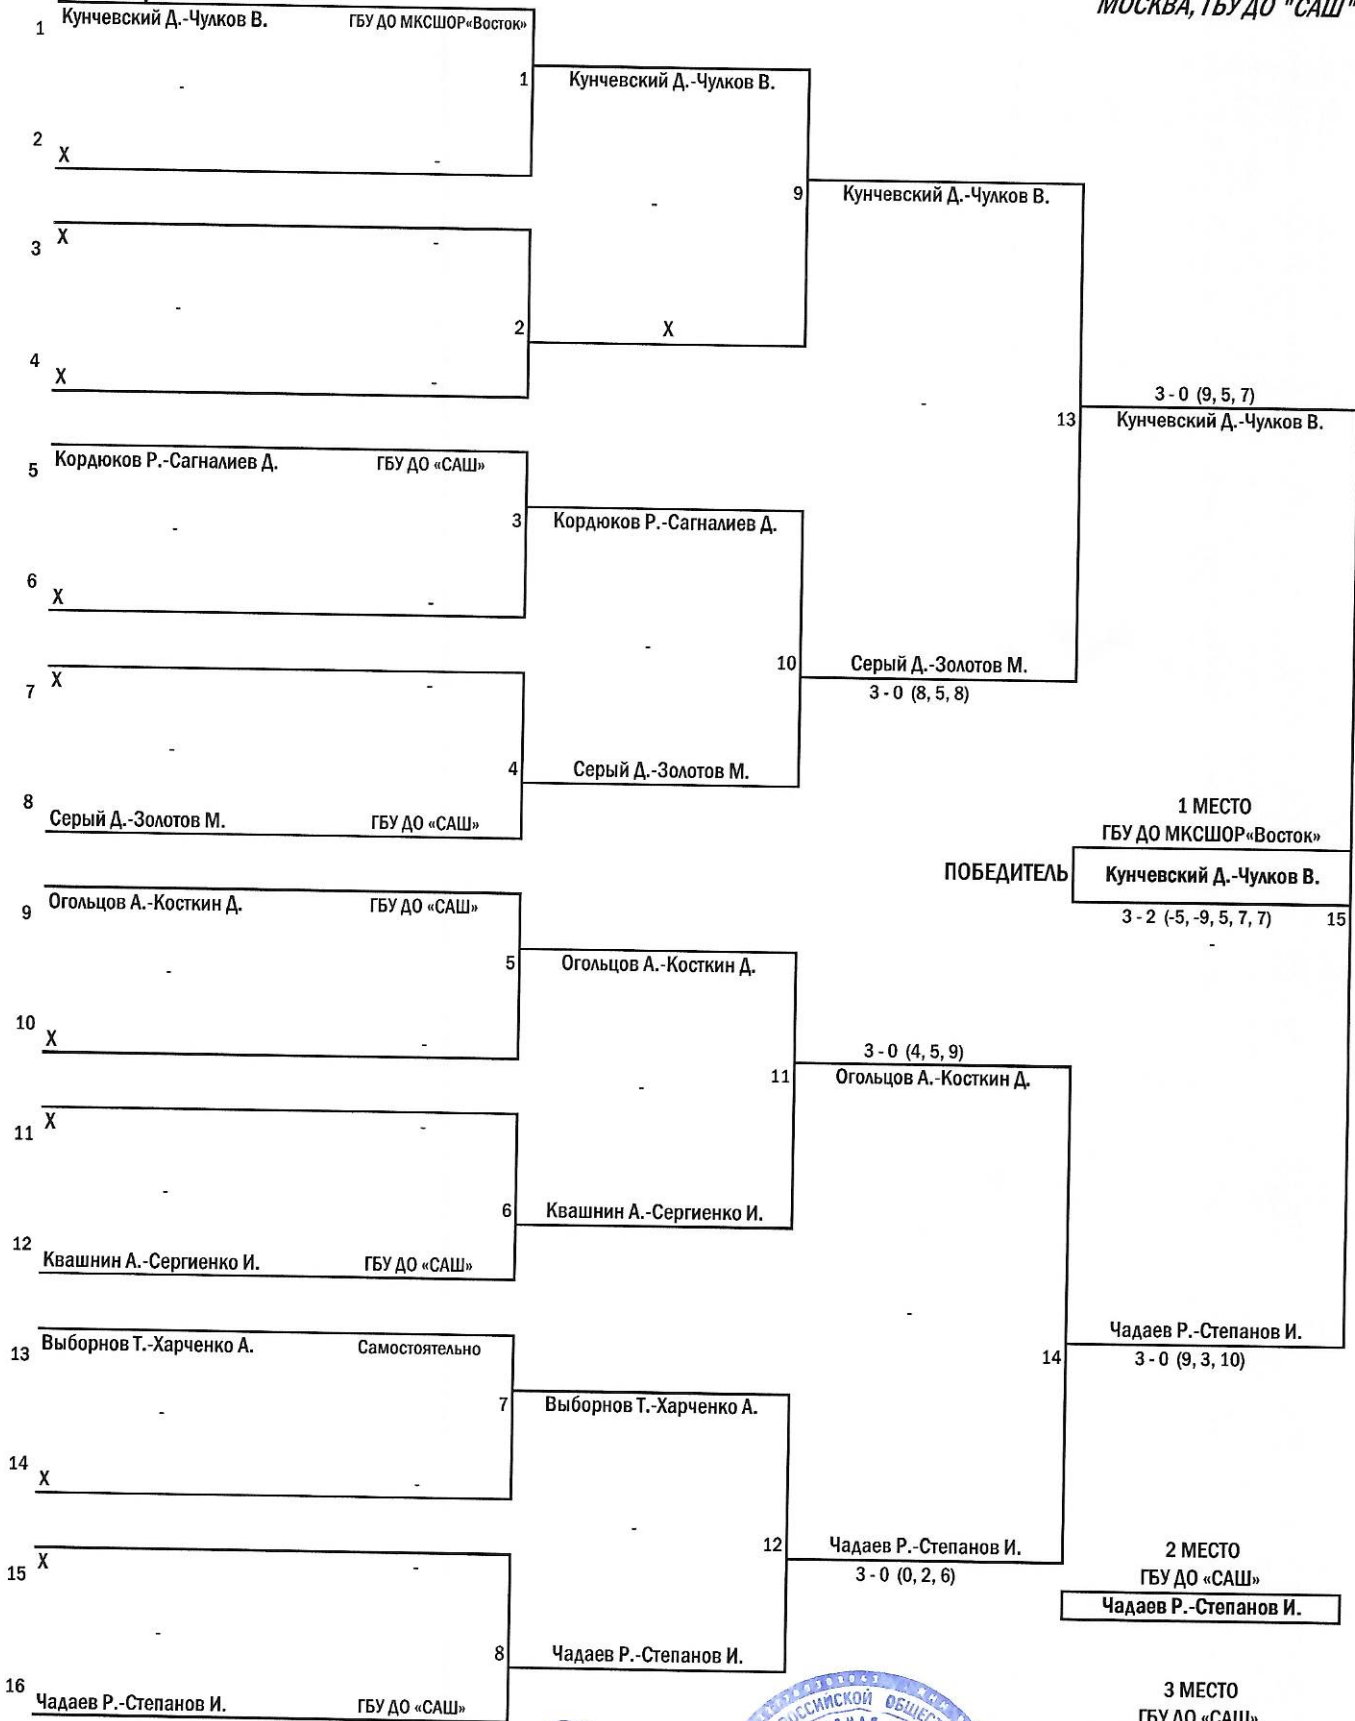 МОСКВА, ГБУ ДО "САШ"
1 Кунчевский Д.-Чулков В. ГБУ ДО МКСШОР«Восток»
1 Кунчевский Д.-Чулков В.
-
2 X -
9 Кунчевский Д.-Чулков В.
-
3 X -
-
2 X
4 X -
3 - 0 (9, 5, 7)
-
13 Кунчевский Д.-Чулков В.
5 Кордюков Р.-Сагналиев Д. ГБУ ДО «САШ»
3 Кордюков Р.-Сагналиев Д.
-
6 X -
-
10 Серый Д.-Золотов М.
3 - 0 (8, 5, 8)
7 X -
-
4 Серый Д.-Золотов М.
8 Серый Д.-Золотов М. ГБУ ДО «САШ»
1 МЕСТО
ГБУ ДО МКСШОР«Восток»
ПОБЕДИТЕЛЬ Кунчевский Д.-Чулков В.
3 - 2 (-5, -9, 5, 7, 7) 15
-
9 Огольцов А.-Косткин Д. ГБУ ДО «САШ»
5 Огольцов А.-Косткин Д.
-
10 X -
3 - 0 (4, 5, 9)
11 Огольцов А.-Косткин Д.
-
11 X -
-
6 Квашнин А.-Сергиенко И.
12 Квашнин А.-Сергиенко И. ГБУ ДО «САШ»
-
Чадаев Р.-Степанов И.
14 3 - 0 (9, 3, 10)
13 Выборнов Т.-Харченко А. Самостоятельно
7 Выборнов Т.-Харченко А.
-
14 X -
-
12 Чадаев Р.-Степанов И.
3 - 0 (0, 2, 6)
15 X -
-
2 МЕСТО
ГБУ ДО «САШ»
Чадаев Р.-Степанов И.
8 Чадаев Р.-Степанов И.
16 Чадаев Р.-Степанов И. ГБУ ДО «САШ»
РОССИЙСКОЙ
3 МЕСТО
ГБУ ДО «САШ»